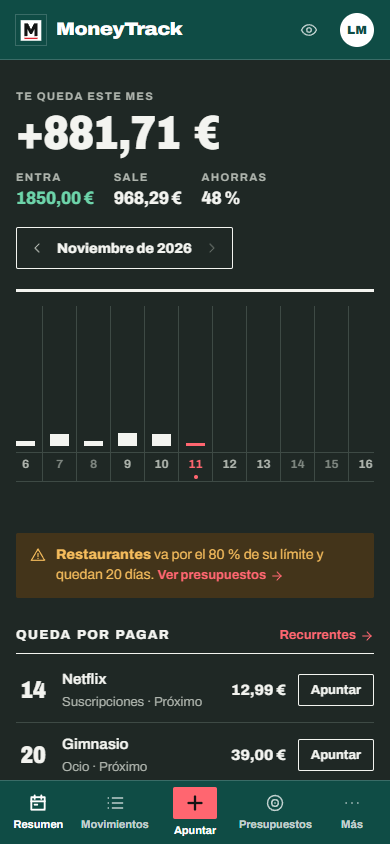 M MoneyTrack LM
TE QUEDA ESTE MES
+881,71 €
ENTRA SALE AHORRAS
1850,00 € 968,29 € 48 %
Noviembre de 2026
6 7 8 9 10 11 12 13 14 15 16
Restaurantes va por el 80 % de su límite y
quedan 20 días. Ver presupuestos →
QUEDA POR PAGAR Recurrentes →
14 Netflix 12,99 € Apuntar
Suscripciones · Próximo
20 Gimnasio 39,00 € Apuntar
Ocio · Próximo
Resumen Movimientos Apuntar Presupuestos Más